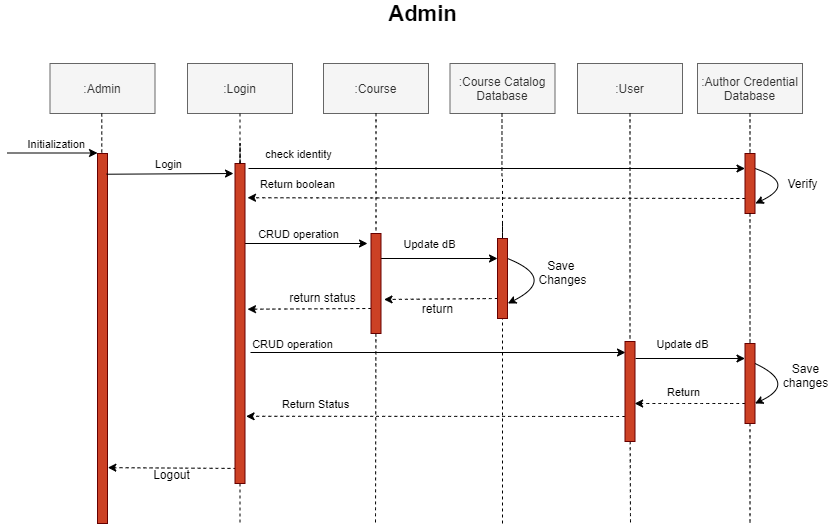 Admin
:Admin
:Login
:Course
:Course Catalog
Database
:User
:Author Credential
Database
Initialization
Login
check identity
Return boolean
Verify
CRUD operation
Update dB
Save
Changes
return status
return
CRUD operation
Update dB
Save
changes
Return
Return Status
Logout